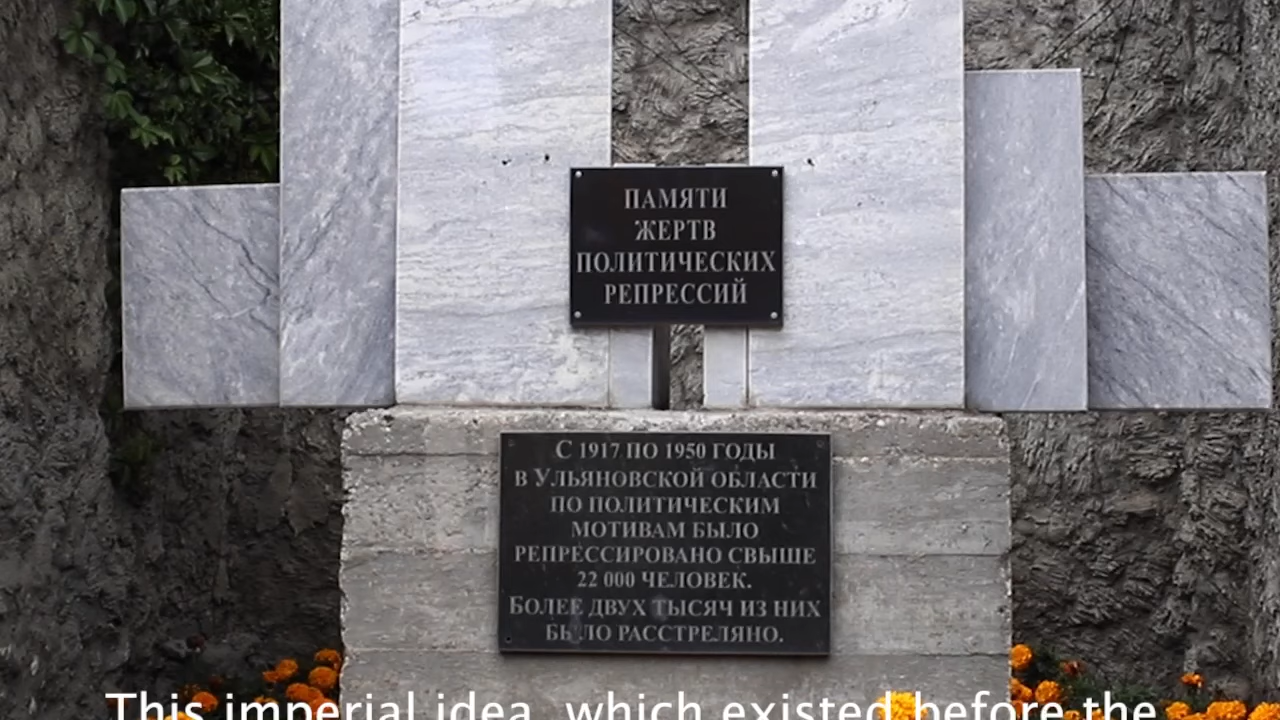 ПАМЯТИ
ЖЕРТВ
ПОЛИТИЧЕСКИХ
РЕПРЕССИЙ
С 1917 ПО 1950 ГОДЫ
В УЛЬЯНОВСКОЙ ОБЛАСТИ
ПО ПОЛИТИЧЕСКИМ
МОТИВАМ БЫЛО
РЕПРЕССИРОВАНО СВЫШЕ
22 000 ЧЕЛОВЕК.
БОЛЕЕ ДВУХ ТЫСЯЧ ИЗ НИХ
БЫЛО РАССТРЕЛЯНО.
This imperial idea, which existed before the